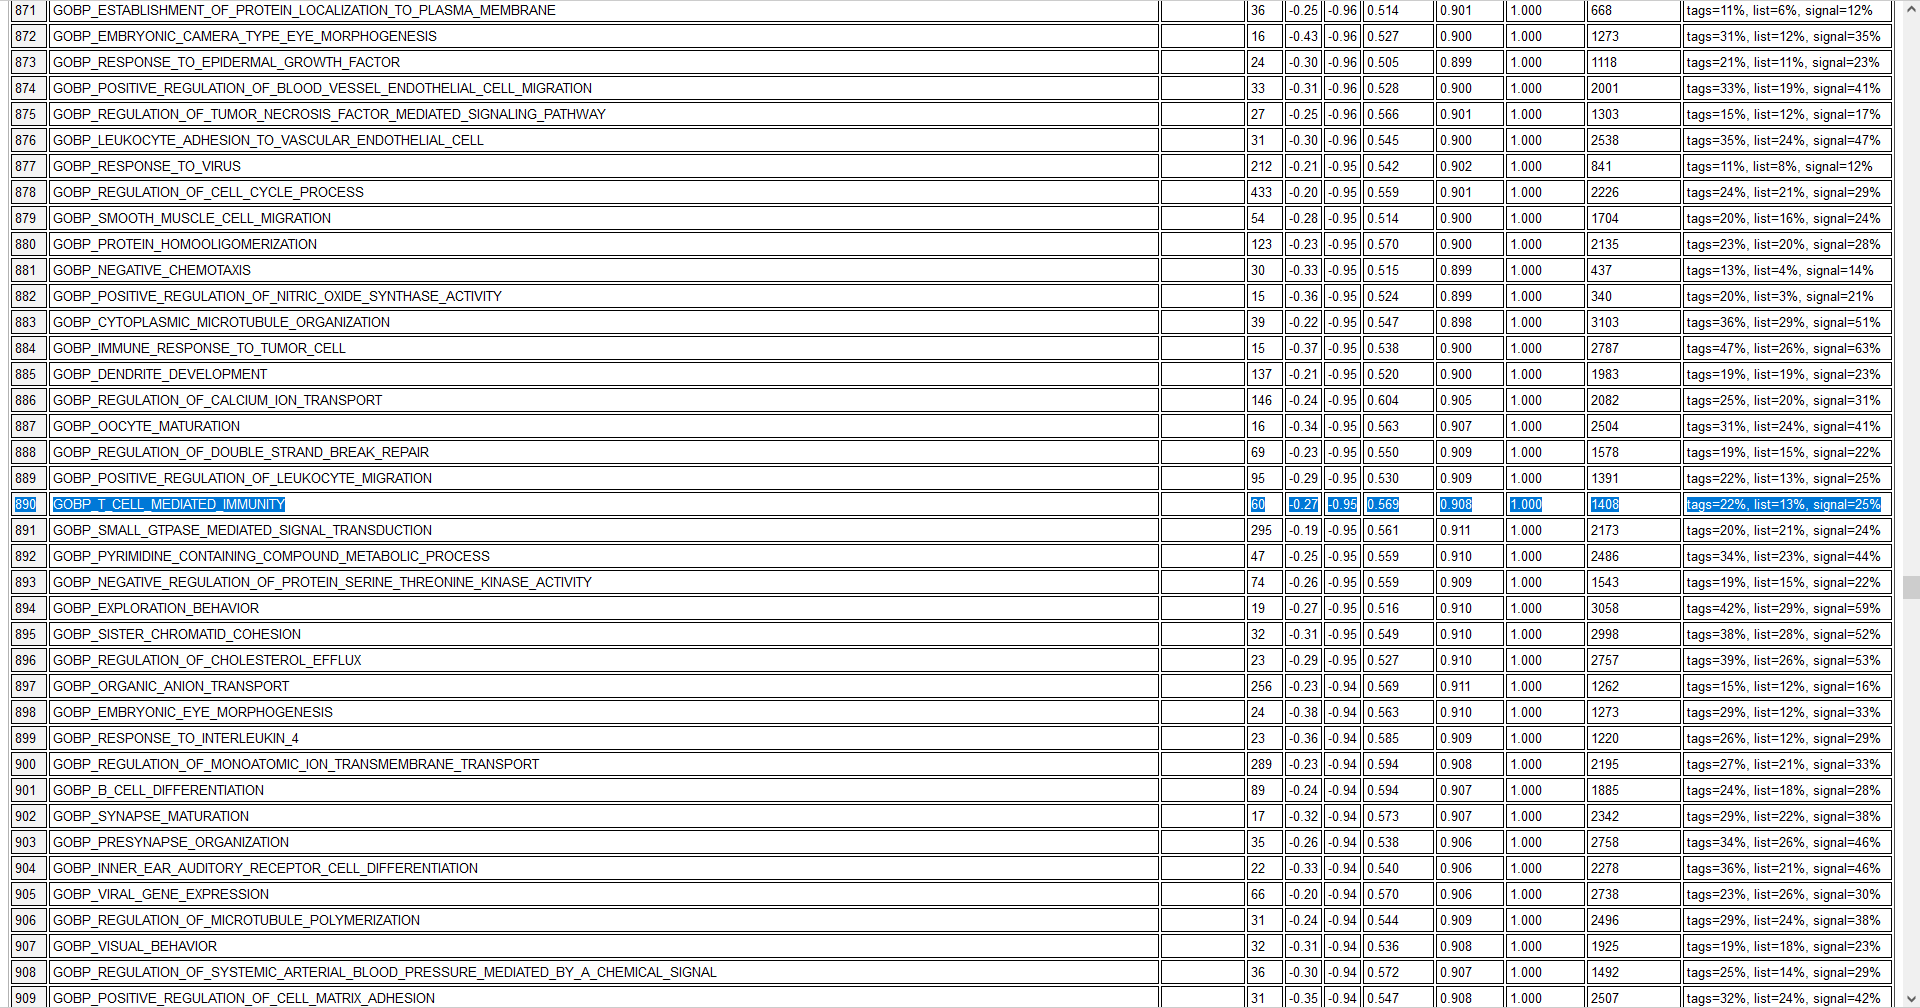 871 GOBP_ESTABLISHMENT_OF_PROTEIN_LOCALIZATION_TO_PLASMA_MEMBRANE 36 -0.25 -0.96 0.514 0.901 1.000 668 tags=11%, list=6%, signal=12%
872 GOBP_EMBRYONIC_CAMERA_TYPE_EYE_MORPHOGENESIS 16 -0.43 -0.96 0.527 0.900 1.000 1273 tags=31%, list=12%, signal=35%
873 GOBP_RESPONSE_TO_EPIDERMAL_GROWTH_FACTOR 24 -0.30 -0.96 0.505 0.899 1.000 1118 tags=21%, list=11%, signal=23%
874 GOBP_POSITIVE_REGULATION_OF_BLOOD_VESSEL_ENDOTHELIAL_CELL_MIGRATION 33 -0.31 -0.96 0.528 0.900 1.000 2001 tags=33%, list=19%, signal=41%
875 GOBP_REGULATION_OF_TUMOR_NECROSIS_FACTOR_MEDIATED_SIGNALING_PATHWAY 27 -0.25 -0.96 0.566 0.901 1.000 1303 tags=15%, list=12%, signal=17%
876 GOBP_LEUKOCYTE_ADHESION_TO_VASCULAR_ENDOTHELIAL_CELL 31 -0.30 -0.96 0.545 0.900 1.000 2538 tags=35%, list=24%, signal=47%
877 GOBP_RESPONSE_TO_VIRUS 212 -0.21 -0.95 0.542 0.902 1.000 841 tags=11%, list=8%, signal=12%
878 GOBP_REGULATION_OF_CELL_CYCLE_PROCESS 433 -0.20 -0.95 0.559 0.901 1.000 2226 tags=24%, list=21%, signal=29%
879 GOBP_SMOOTH_MUSCLE_CELL_MIGRATION 54 -0.28 -0.95 0.514 0.900 1.000 1704 tags=20%, list=16%, signal=24%
880 GOBP_PROTEIN_HOMOOLIGOMERIZATION 123 -0.23 -0.95 0.570 0.900 1.000 2135 tags=23%, list=20%, signal=28%
881 GOBP_NEGATIVE_CHEMOTAXIS 30 -0.33 -0.95 0.515 0.899 1.000 437 tags=13%, list=4%, signal=14%
882 GOBP_POSITIVE_REGULATION_OF_NITRIC_OXIDE_SYNTHASE_ACTIVITY 15 -0.36 -0.95 0.524 0.899 1.000 340 tags=20%, list=3%, signal=21%
883 GOBP_CYTOPLASMIC_MICROTUBULE_ORGANIZATION 39 -0.22 -0.95 0.547 0.898 1.000 3103 tags=36%, list=29%, signal=51%
884 GOBP_IMMUNE_RESPONSE_TO_TUMOR_CELL 15 -0.37 -0.95 0.538 0.900 1.000 2787 tags=47%, list=26%, signal=63%
885 GOBP_DENDRITE_DEVELOPMENT 137 -0.21 -0.95 0.520 0.900 1.000 1983 tags=19%, list=19%, signal=23%
886 GOBP_REGULATION_OF_CALCIUM_ION_TRANSPORT 146 -0.24 -0.95 0.604 0.905 1.000 2082 tags=25%, list=20%, signal=31%
887 GOBP_OOCYTE_MATURATION 16 -0.34 -0.95 0.563 0.907 1.000 2504 tags=31%, list=24%, signal=41%
888 GOBP_REGULATION_OF_DOUBLE_STRAND_BREAK_REPAIR 69 -0.23 -0.95 0.550 0.909 1.000 1578 tags=19%, list=15%, signal=22%
889 GOBP_POSITIVE_REGULATION_OF_LEUKOCYTE_MIGRATION 95 -0.29 -0.95 0.530 0.909 1.000 1391 tags=22%, list=13%, signal=25%
890 GOBP_T_CELL_MEDIATED_IMMUNITY 60 -0.27 -0.95 0.569 0.908 1.000 1408 tags=22%, list=13%, signal=25%
891 GOBP_SMALL_GTPASE_MEDIATED_SIGNAL_TRANSDUCTION 295 -0.19 -0.95 0.561 0.911 1.000 2173 tags=20%, list=21%, signal=24%
892 GOBP_PYRIMIDINE_CONTAINING_COMPOUND_METABOLIC_PROCESS 47 -0.25 -0.95 0.559 0.910 1.000 2486 tags=34%, list=23%, signal=44%
893 GOBP_NEGATIVE_REGULATION_OF_PROTEIN_SERINE_THREONINE_KINASE_ACTIVITY 74 -0.26 -0.95 0.559 0.909 1.000 1543 tags=19%, list=15%, signal=22%
894 GOBP_EXPLORATION_BEHAVIOR 19 -0.27 -0.95 0.516 0.910 1.000 3058 tags=42%, list=29%, signal=59%
895 GOBP_SISTER_CHROMATID_COHESION 32 -0.31 -0.95 0.549 0.910 1.000 2998 tags=38%, list=28%, signal=52%
896 GOBP_REGULATION_OF_CHOLESTEROL_EFFLUX 23 -0.29 -0.95 0.527 0.910 1.000 2757 tags=39%, list=26%, signal=53%
897 GOBP_ORGANIC_ANION_TRANSPORT 256 -0.23 -0.94 0.569 0.911 1.000 1262 tags=15%, list=12%, signal=16%
898 GOBP_EMBRYONIC_EYE_MORPHOGENESIS 24 -0.38 -0.94 0.563 0.910 1.000 1273 tags=29%, list=12%, signal=33%
899 GOBP_RESPONSE_TO_INTERLEUKIN_4 23 -0.36 -0.94 0.585 0.909 1.000 1220 tags=26%, list=12%, signal=29%
900 GOBP_REGULATION_OF_MONOATOMIC_ION_TRANSMEMBRANE_TRANSPORT 289 -0.23 -0.94 0.594 0.908 1.000 2195 tags=27%, list=21%, signal=33%
901 GOBP_B_CELL_DIFFERENTIATION 89 -0.24 -0.94 0.594 0.907 1.000 1885 tags=24%, list=18%, signal=28%
902 GOBP_SYNAPSE_MATURATION 17 -0.32 -0.94 0.573 0.907 1.000 2342 tags=29%, list=22%, signal=38%
903 GOBP_PRESYNAPSE_ORGANIZATION 35 -0.26 -0.94 0.538 0.906 1.000 2758 tags=34%, list=26%, signal=46%
904 GOBP_INNER_EAR_AUDITORY_RECEPTOR_CELL_DIFFERENTIATION 22 -0.33 -0.94 0.540 0.906 1.000 2278 tags=36%, list=21%, signal=46%
905 GOBP_VIRAL_GENE_EXPRESSION 66 -0.20 -0.94 0.570 0.906 1.000 2738 tags=23%, list=26%, signal=30%
906 GOBP_REGULATION_OF_MICROTUBULE_POLYMERIZATION 31 -0.24 -0.94 0.544 0.909 1.000 2496 tags=29%, list=24%, signal=38%
907 GOBP_VISUAL_BEHAVIOR 32 -0.31 -0.94 0.536 0.908 1.000 1925 tags=19%, list=18%, signal=23%
908 GOBP_REGULATION_OF_SYSTEMIC_ARTERIAL_BLOOD_PRESSURE_MEDIATED_BY_A_CHEMICAL_SIGNAL 36 -0.30 -0.94 0.572 0.907 1.000 1492 tags=25%, list=14%, signal=29%
909 GOBP_POSITIVE_REGULATION_OF_CELL_MATRIX_ADHESION 31 -0.35 -0.94 0.547 0.908 1.000 2507 tags=32%, list=24%, signal=42%